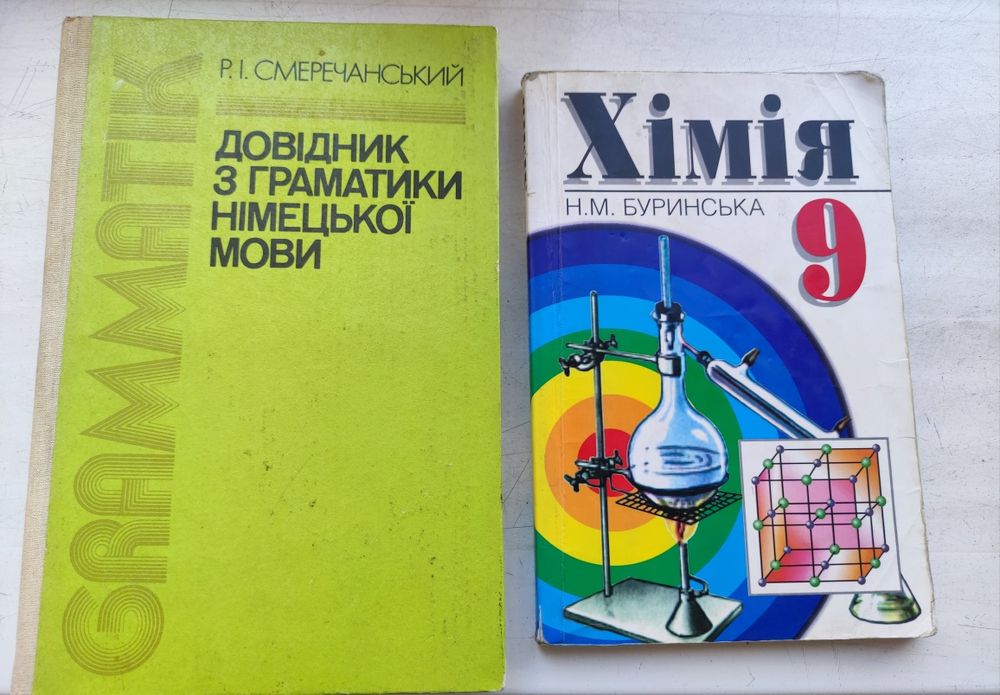 GRAMMATIK
Р.І. СМЕРЕЧАНСЬКИЙ
ДОВІДНИК
З ГРАМАТИКИ
НІМЕЦЬКОЇ
МОВИ
Хімія
Н.М. БУРИНСЬКА
9